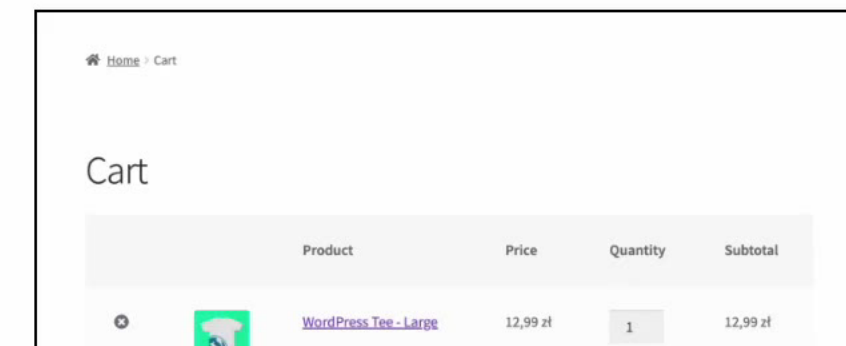 Home > Cart
Cart
Product Price Quantity Subtotal
WordPress Tee - Large 12,99 zł 1 12,99 zł